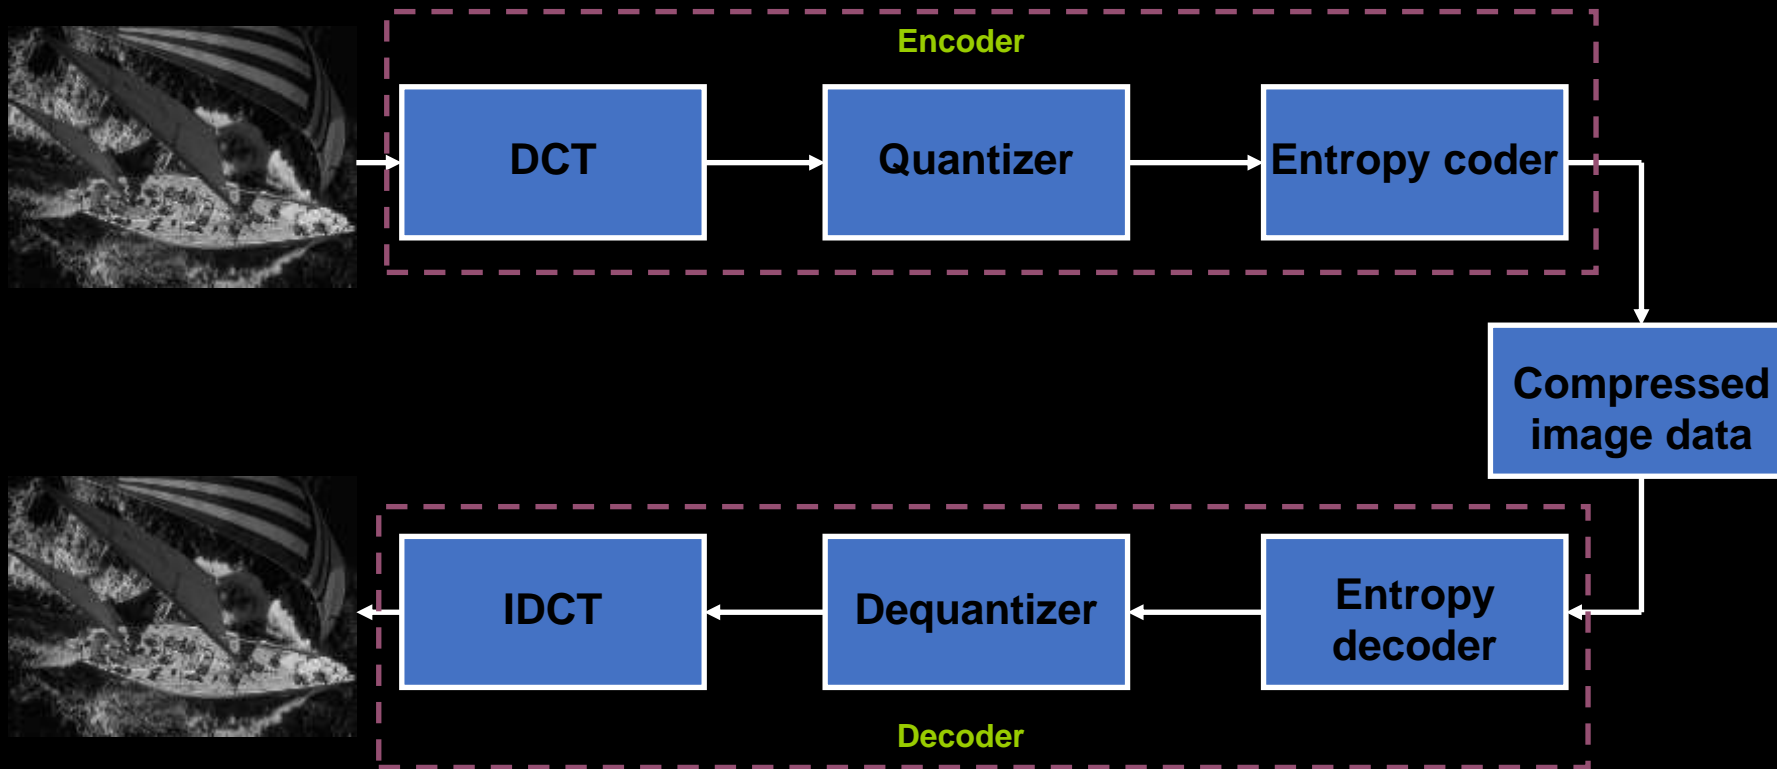 Encoder
DCT
Quantizer
Entropy coder
Compressed
image data
IDCT
Dequantizer
Entropy
decoder
Decoder